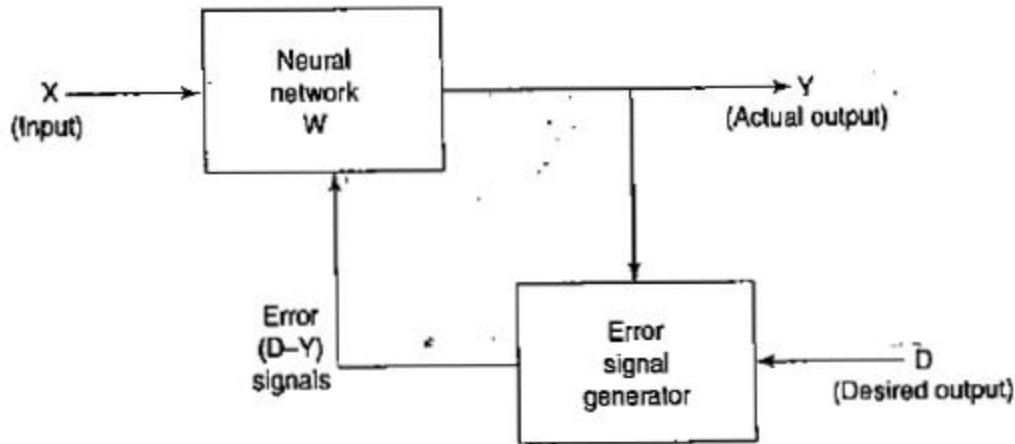 Neural
network
W
X
(Input)
Y
(Actual output)
Error
(D–Y)
signals
Error
signal
generator
D
(Desired output)